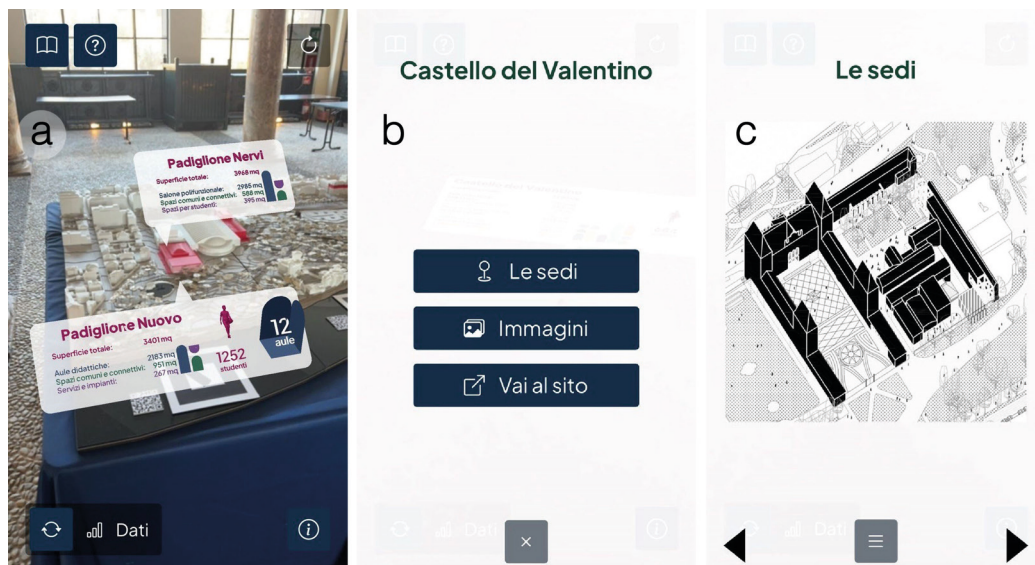 a
Padiglione Nervi
Superficie totale: 3968 mq
Salone polifunzionale: 2985 mq
Spazi comuni e connettivi: 588 mq
Spazi per studenti: 395 mq
Padiglione Nuovo
Superficie totale: 3401 mq
Aule didattiche: 2183 mq
Spazi comuni e connettivi: 951 mq
Servizi e impianti: 267 mq
1252
studenti
12
aule
Dati
Castello del Valentino
b
Le sedi
Immagini
Vai al sito
Dati
Le sedi
c
Dati